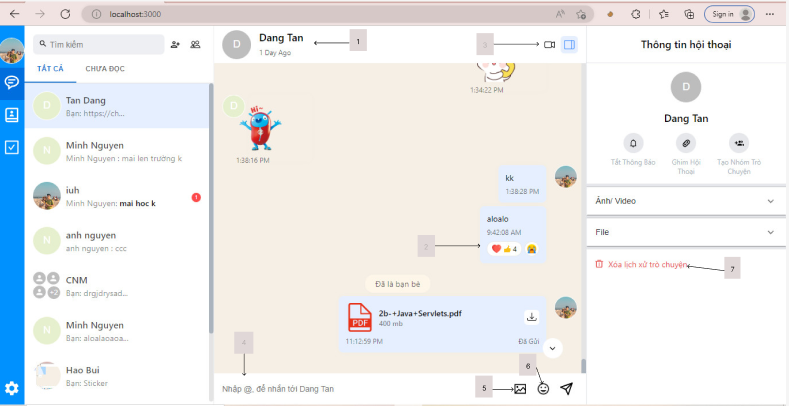 localhost:3000
Sign in
Tìm kiếm
TẤT CẢ
CHƯA ĐỌC
Tan Dang
Bạn: https://ch...
Minh Nguyen
Minh Nguyen : mai len trường k
iuh
Minh Nguyen: mai hoc k
1
anh nguyen
anh nguyen : ccc
CNM
Bạn: drgjdrysad...
+2
Minh Nguyen
Bạn: aloalaoaoa...
Hao Bui
Bạn: Sticker
D
Dang Tan
1 Day Ago
1
3
1:34:22 PM
D
Hi~
1:38:16 PM
kk
1:38:28 PM
aloalo
9:42:08 AM
4
2
Đã là bạn bè
PDF
2b-+Java+Servlets.pdf
400 mb
11:12:59 PM
Đã Gửi
4
Nhập @, để nhắn tới Dang Tan
5
6
Thông tin hội thoại
D
Dang Tan
Tắt Thông Báo
Ghim Hội Thoại
Tạo Nhóm Trò Chuyện
Ảnh/ Video
File
Xóa lịch xử trò chuyện
7